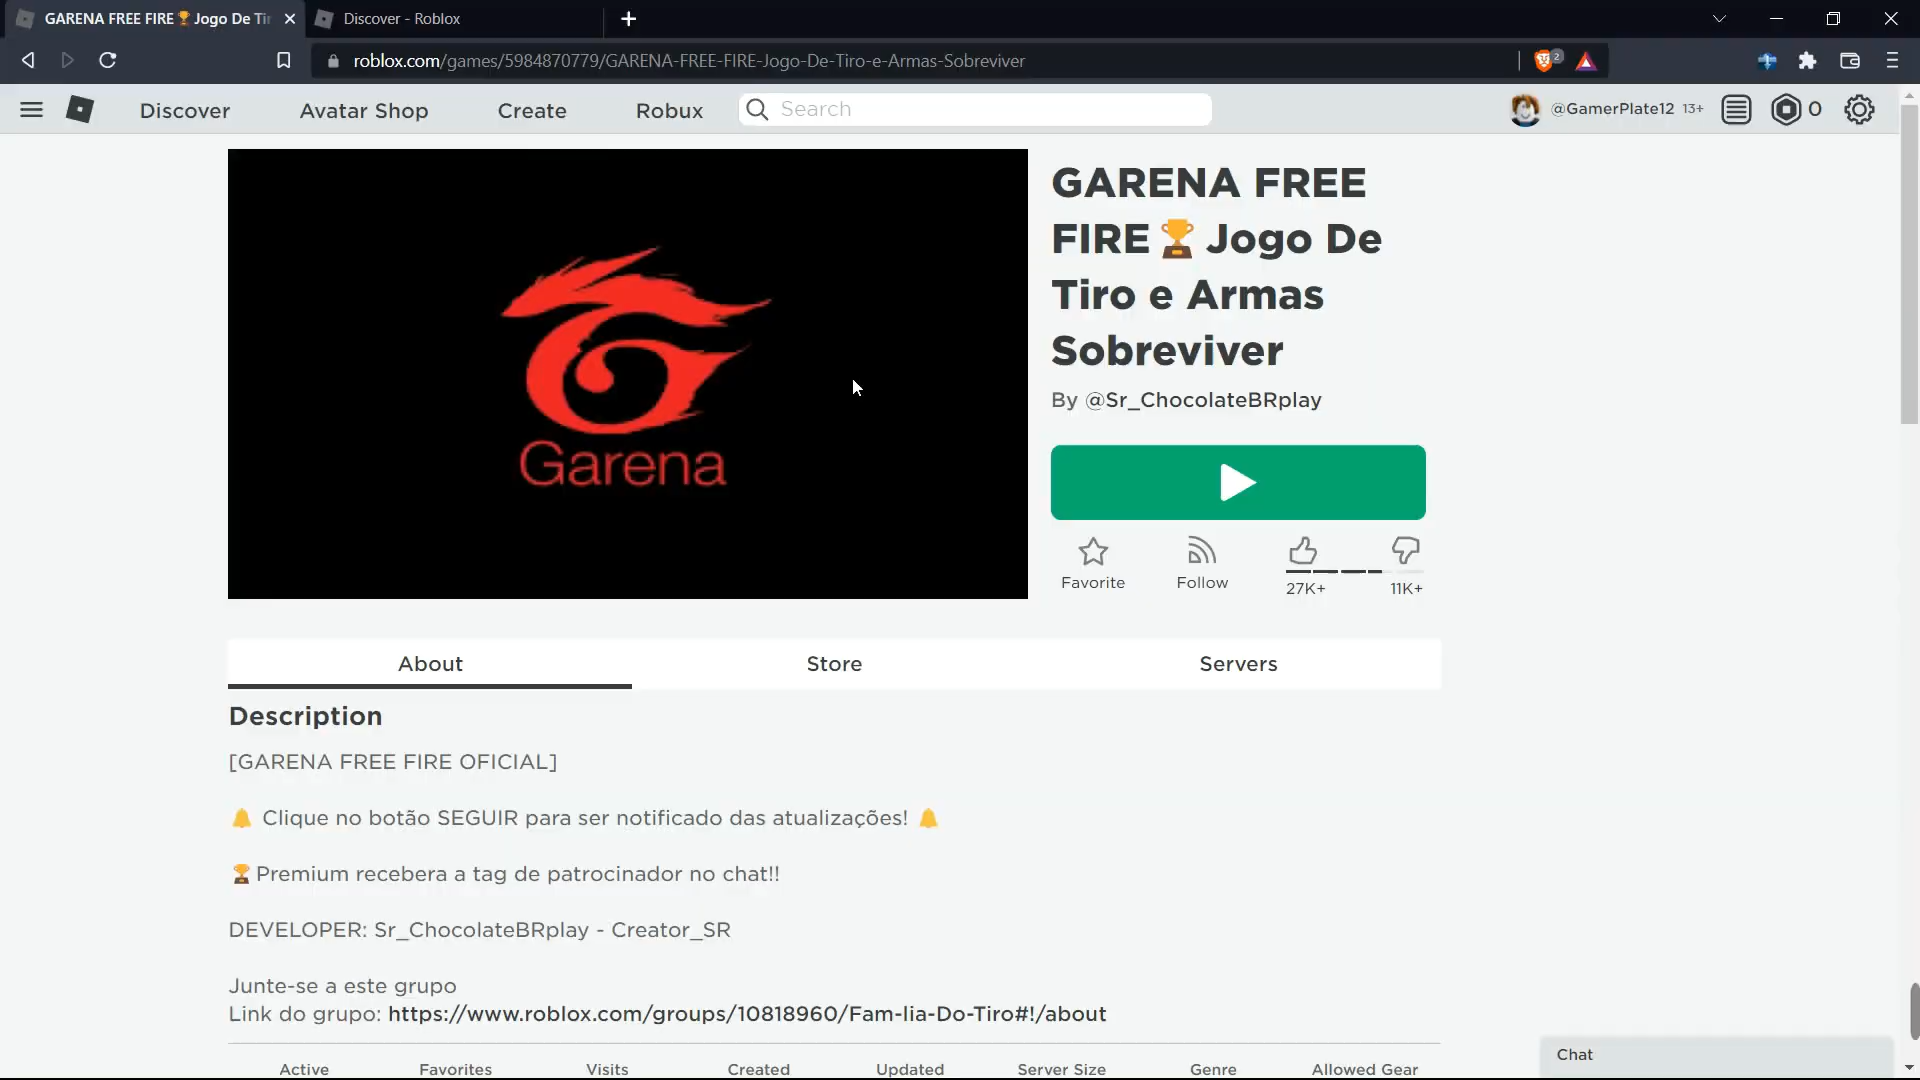 GARENA FREE FIRE🏆Jogo De Ti
Discover - Roblox
roblox.com/games/5984870779/GARENA-FREE-FIRE-Jogo-De-Tiro-e-Armas-Sobreviver
2
Discover
Avatar Shop
Create
Robux
Search
@GamerPlate12 13+
0
Garena
GARENA FREE
FIRE🏆Jogo De
Tiro e Armas
Sobreviver
By @Sr_ChocolateBRplay
Favorite
Follow
27K+
11K+
About
Store
Servers
Description
[GARENA FREE FIRE OFICIAL]
🔔 Clique no botão SEGUIR para ser notificado das atualizações! 🔔
🏆Premium recebera a tag de patrocinador no chat!!
DEVELOPER: Sr_ChocolateBRplay - Creator_SR
Junte-se a este grupo
Link do grupo: https://www.roblox.com/groups/10818960/Fam-lia-Do-Tiro#!/about
Active
Favorites
Visits
Created
Updated
Server Size
Genre
Allowed Gear
Chat